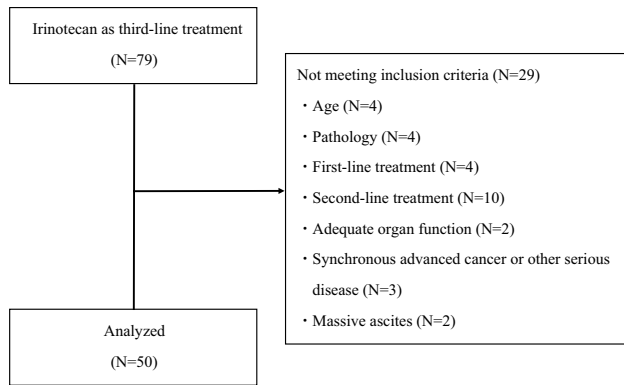 Irinotecan as third-line treatment
(N=79)
Not meeting inclusion criteria (N=29)
・Age (N=4)
・Pathology (N=4)
・First-line treatment (N=4)
・Second-line treatment (N=10)
・Adequate organ function (N=2)
・Synchronous advanced cancer or other serious
disease (N=3)
・Massive ascites (N=2)
Analyzed
(N=50)